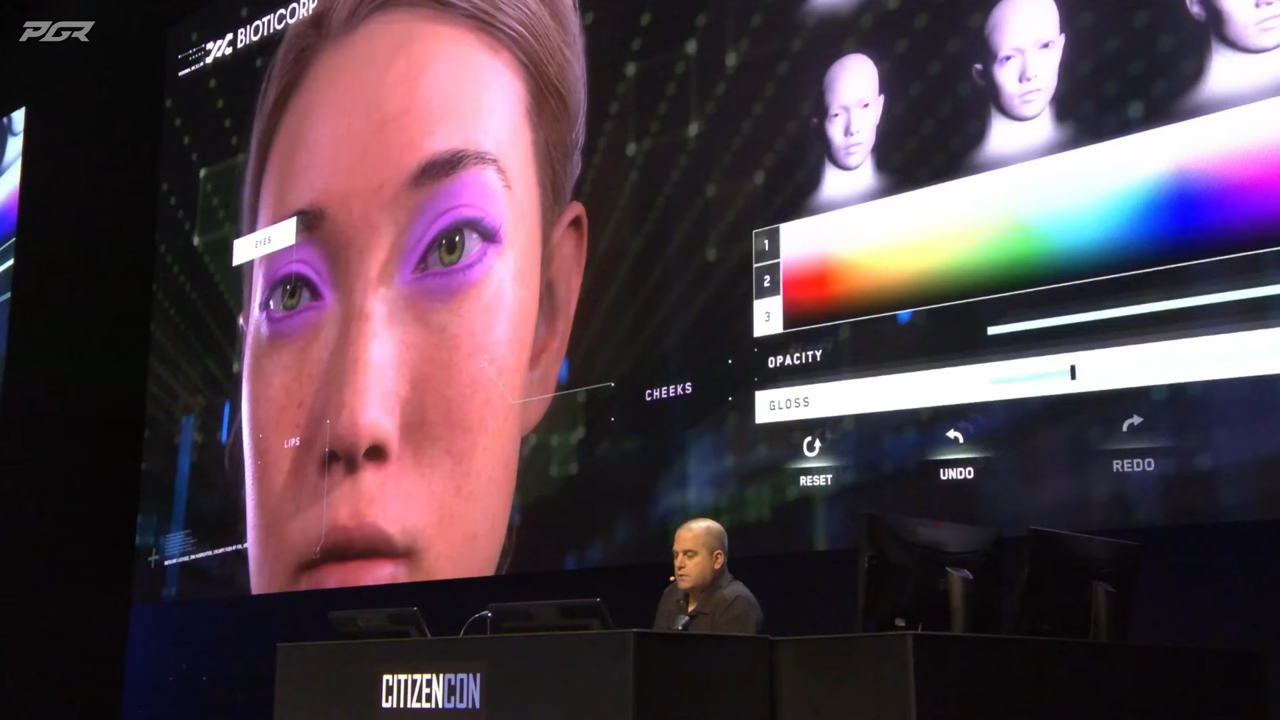 PGR
BIOTICORP
EYES
1
2
3
OPACITY
CHEEKS
GLOSS
LIPS
RESET
UNDO
REDO
CITIZENCON